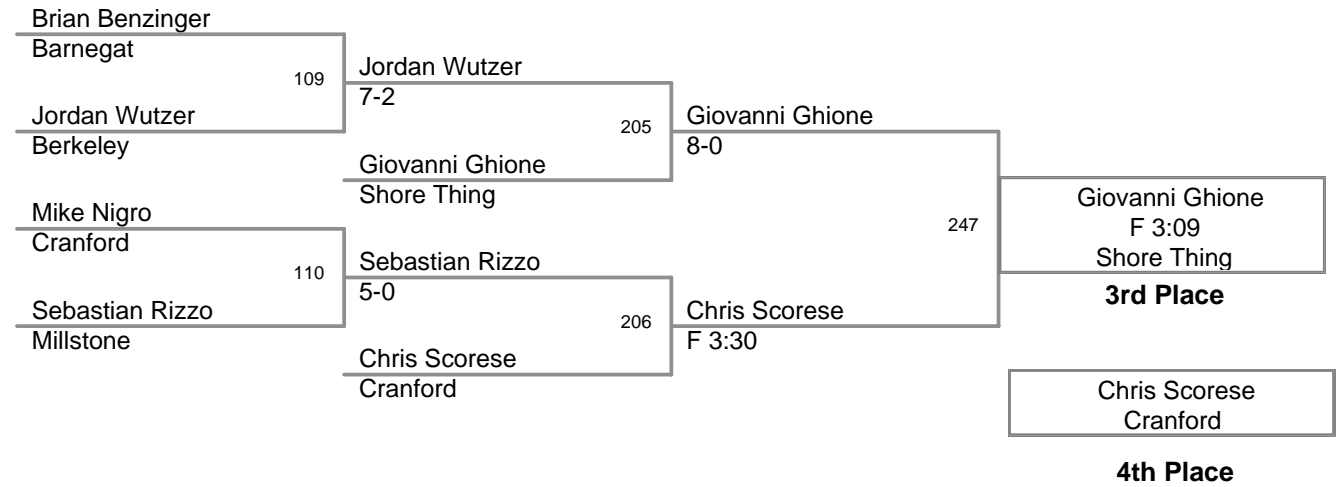 Brian Benzinger
Barnegat
109
Jordan Wutzer
7-2
Jordan Wutzer
Berkeley
205
Giovanni Ghione
8-0
Giovanni Ghione
Shore Thing
Mike Nigro
Cranford
247
Giovanni Ghione
F 3:09
Shore Thing
3rd Place
110
Sebastian Rizzo
5-0
Sebastian Rizzo
Millstone
206
Chris Scorese
F 3:30
Chris Scorese
Cranford
Chris Scorese
Cranford
4th Place